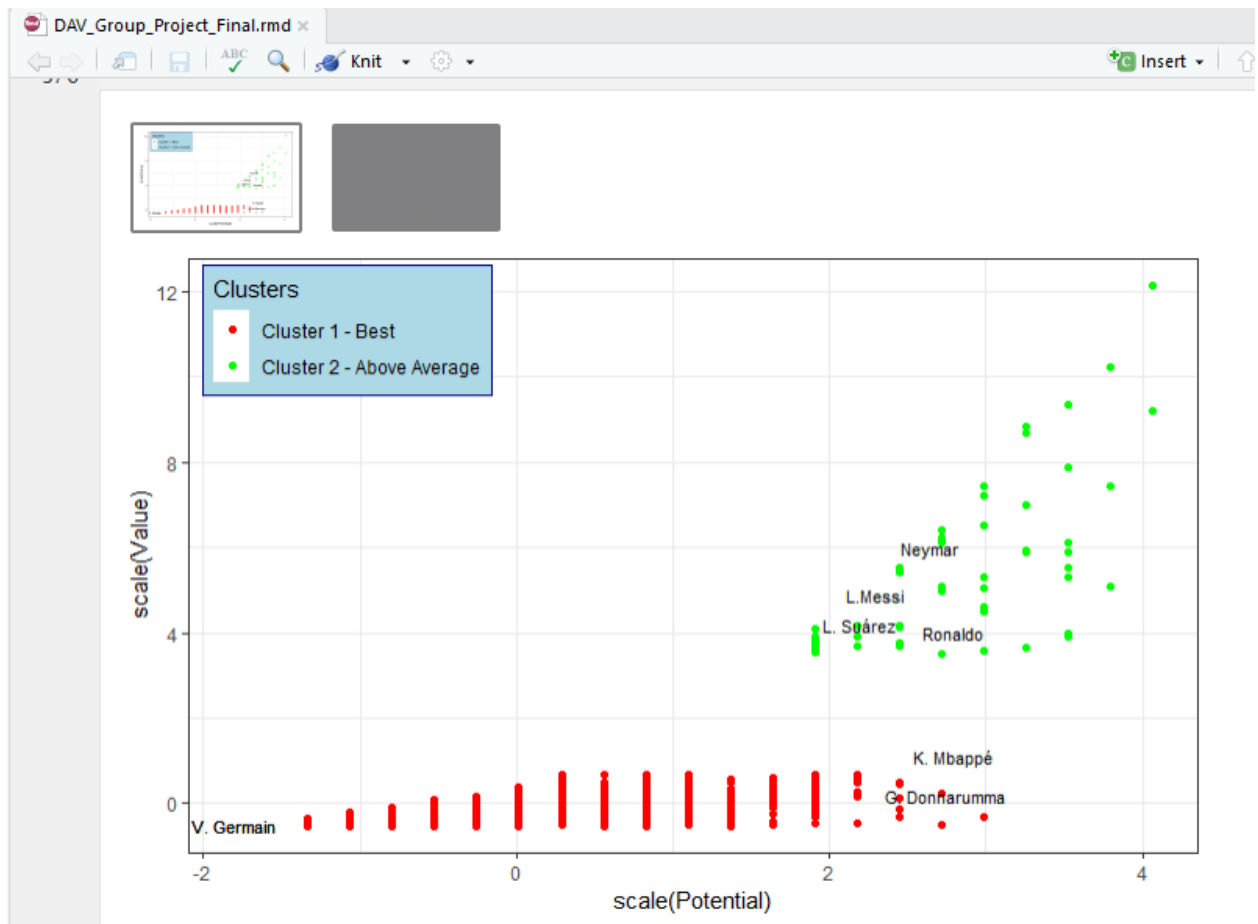 DAV_Group_Project_Final.rmd
ABC
Knit
Insert
Clusters
Cluster 1 - Best
Cluster 2 - Above Average
12
8
4
0
scale(Value)
Neymar
L.Messi
L. Suárez
Ronaldo
K. Mbappé
G. Donnarumma
V. Germain
-2
0
2
4
scale(Potential)